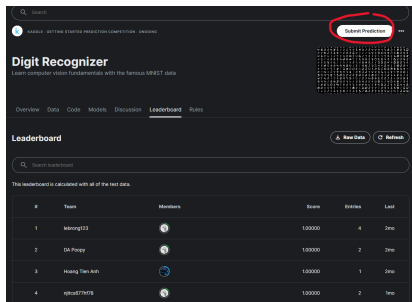 Search
KAGGLE · GETTING STARTED PREDICTION COMPETITION · ONGOING
Submit Prediction
Digit Recognizer
Learn computer vision fundamentals with the famous MNIST data
Overview Data Code Models Discussion Leaderboard Rules
Leaderboard
Raw Data
Refresh
Search leaderboard
This leaderboard is calculated with all of the test data.
# Team Members Score Entries Last
1 lebrong123 1.00000 4 2mo
2 DA Poopy 1.00000 2 2mo
3 Hoang Tien Anh 1.00000 1 2mo
4 1.00000 2 1mo